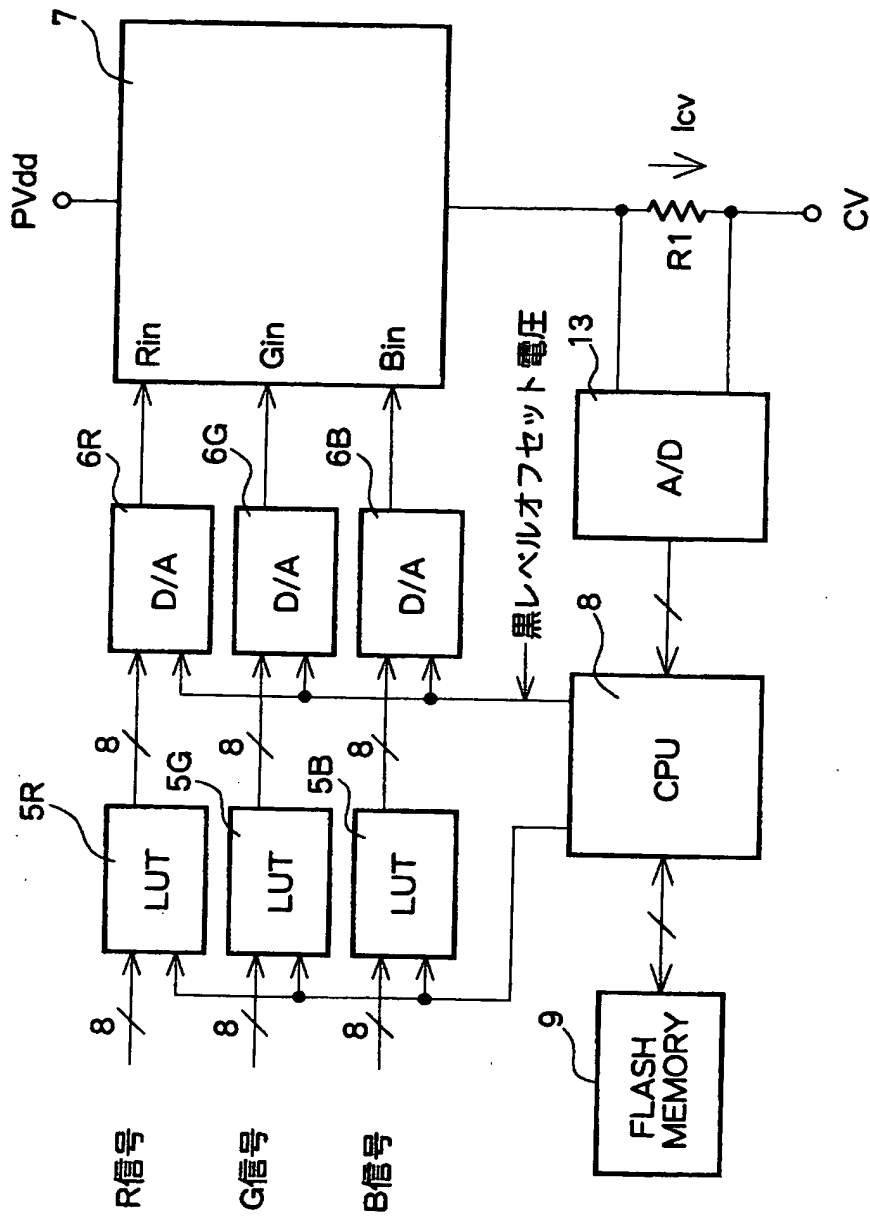 PVdd
7
R信号
8
5R
LUT
8
6R
D/A
Rin
G信号
8
5G
LUT
8
6G
D/A
Gin
B信号
8
5B
LUT
8
6B
D/A
Bin
黒レベルオフセット電圧
9
FLASH
MEMORY
8
CPU
13
A/D
R1
Icv
CV